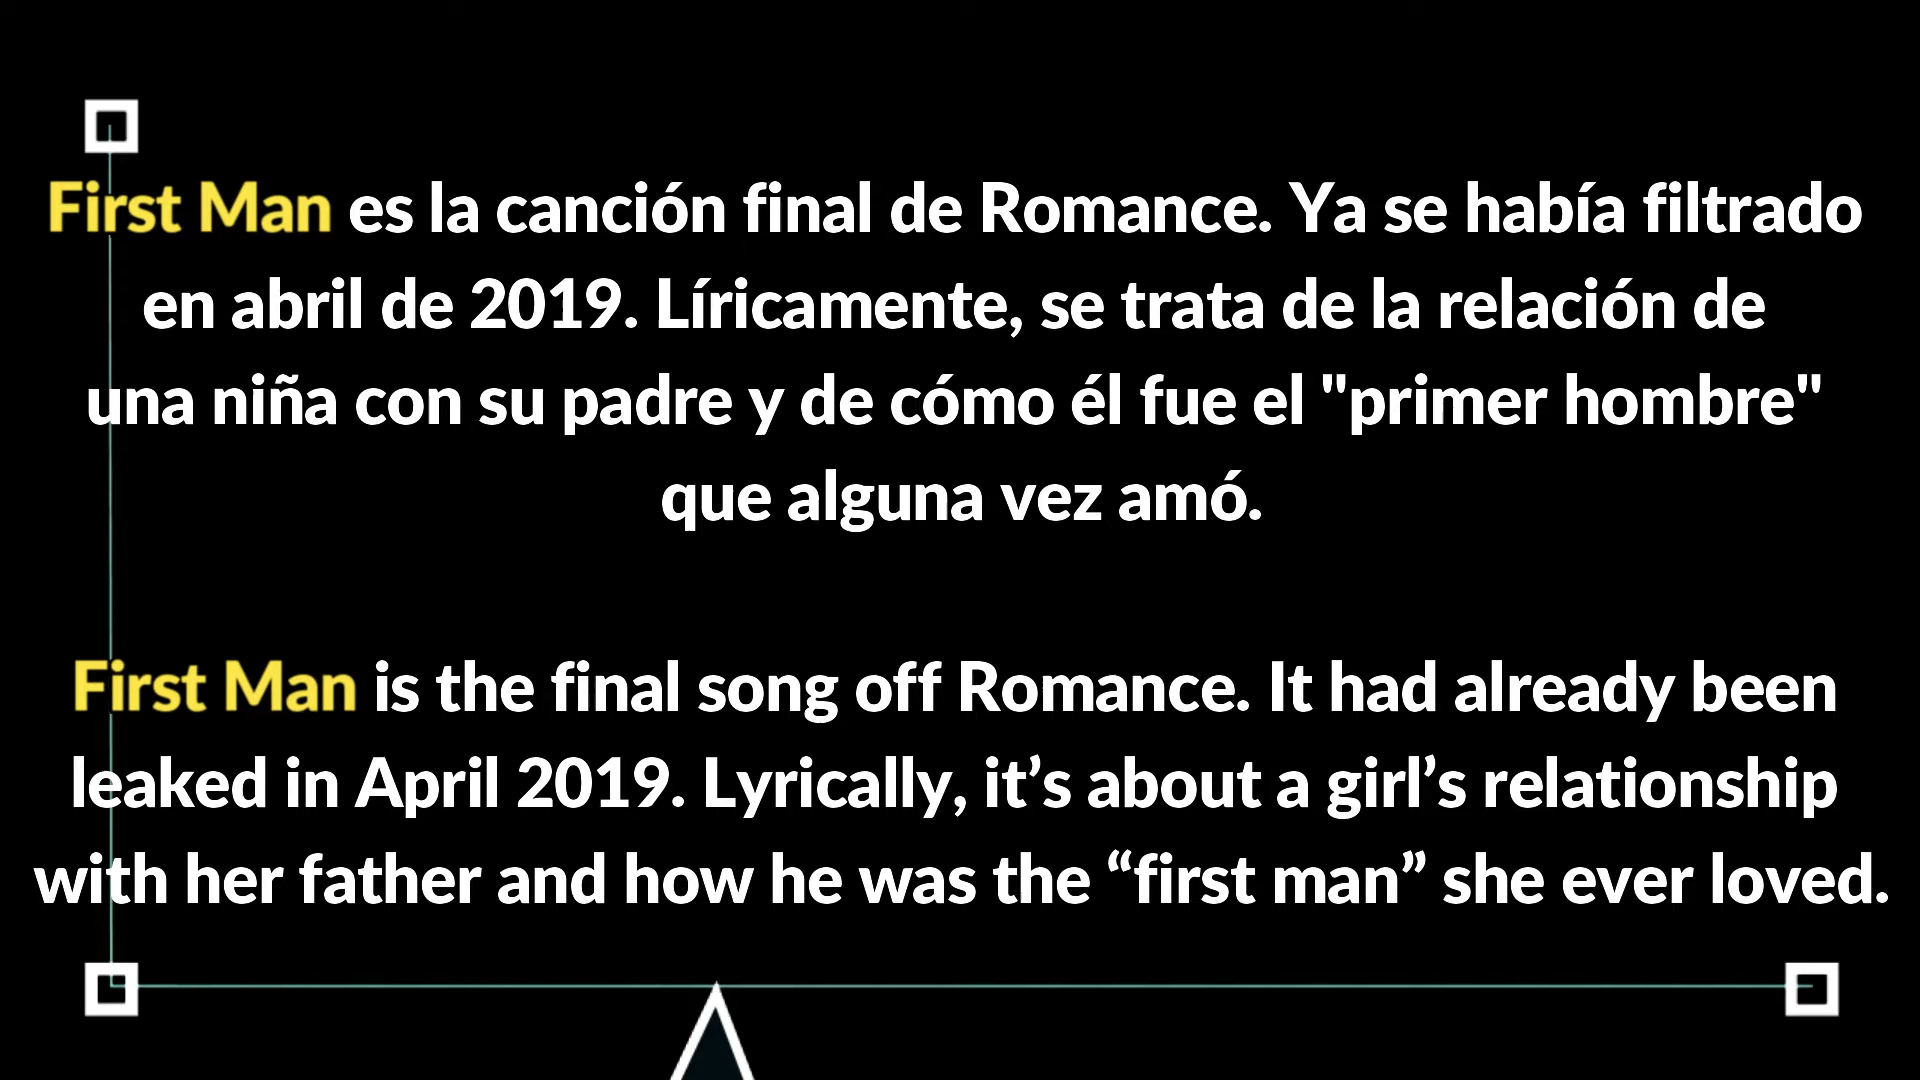 First Man es la canción final de Romance. Ya se había filtrado
en abril de 2019. Líricamente, se trata de la relación de
una niña con su padre y de cómo él fue el "primer hombre"
que alguna vez amó.
First Man is the final song off Romance. It had already been
leaked in April 2019. Lyrically, it’s about a girl’s relationship
with her father and how he was the “first man” she ever loved.